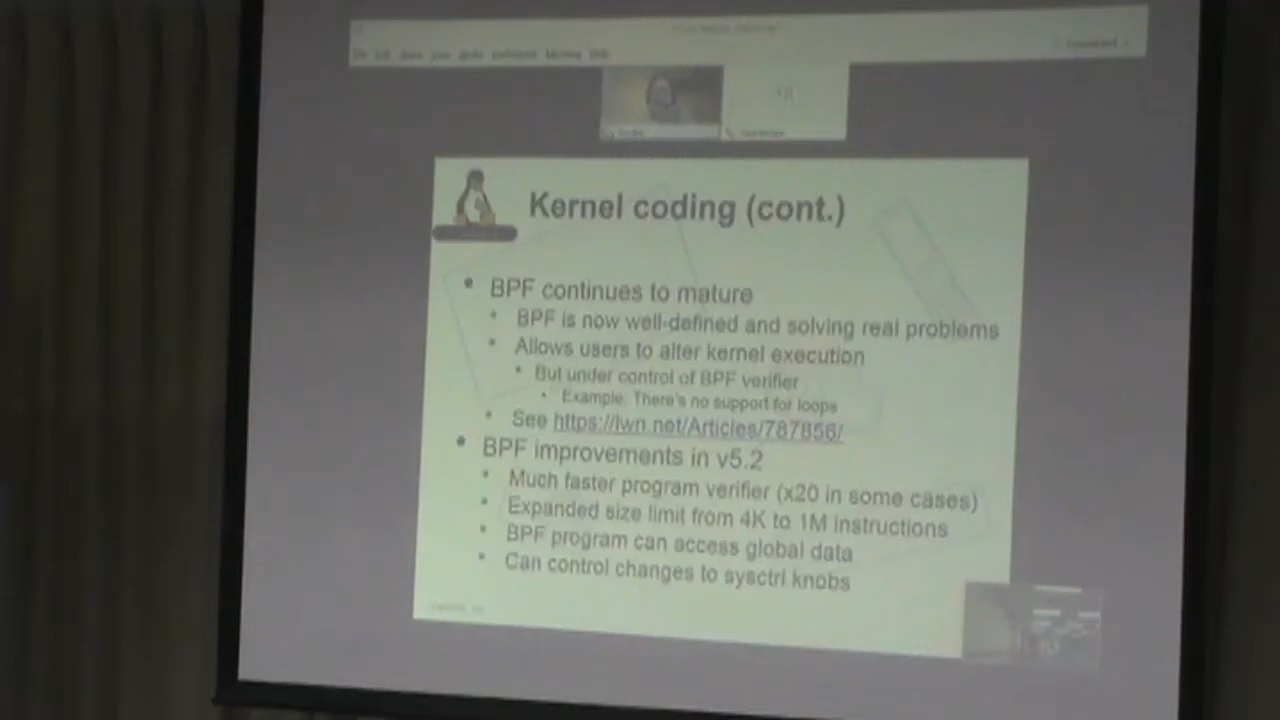 Kernel coding (cont.)
BPF continues to mature
BPF is now well-defined and solving real problems
Allows users to alter kernel execution
But under control of BPF verifier
Example: There's no support for loops
See https://lwn.net/Articles/787856/
BPF improvements in v5.2
Much faster program verifier (x20 in some cases)
Expanded size limit from 4K to 1M instructions
BPF program can access global data
Can control changes to sysctrl knobs